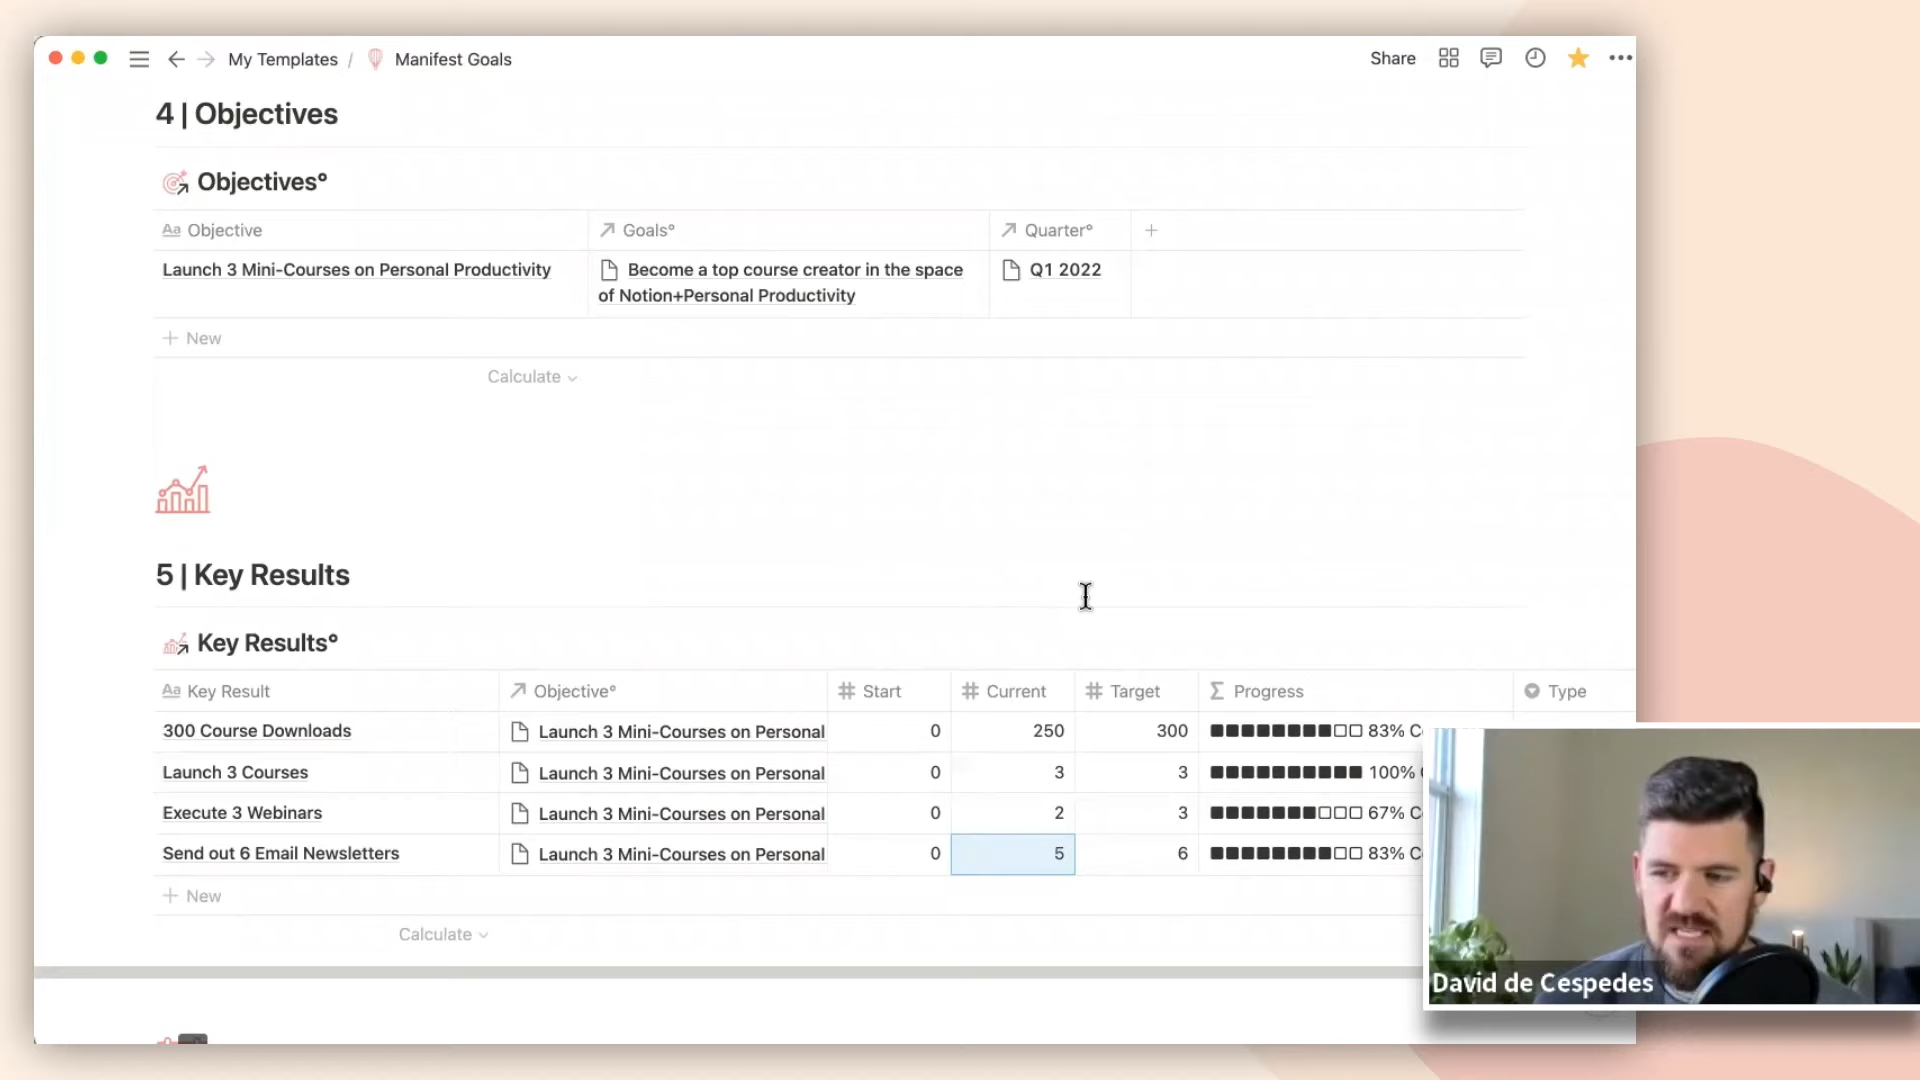 My Templates / Manifest Goals
Share
4 | Objectives
Objectives°
Aa Objective
Goals°
Quarter°
Launch 3 Mini-Courses on Personal Productivity
Become a top course creator in the space
of Notion+Personal Productivity
Q1 2022
+ New
Calculate
5 | Key Results
Key Results°
Aa Key Result
Objective°
# Start
# Current
# Target
Σ Progress
Type
300 Course Downloads
Launch 3 Mini-Courses on Personal
0
250
300
83% C
Launch 3 Courses
Launch 3 Mini-Courses on Personal
0
3
3
100%
Execute 3 Webinars
Launch 3 Mini-Courses on Personal
0
2
3
67% C
Send out 6 Email Newsletters
Launch 3 Mini-Courses on Personal
0
5
6
83% C
+ New
Calculate
David de Cespedes